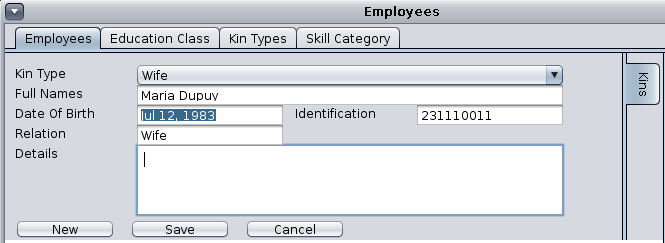 Employees
Employees Education Class Kin Types Skill Category
Kin Type Wife
Full Names Maria Dupuy
Date Of Birth Jul 12, 1983 Identification 231110011
Relation Wife
Details
Kins
New Save Cancel